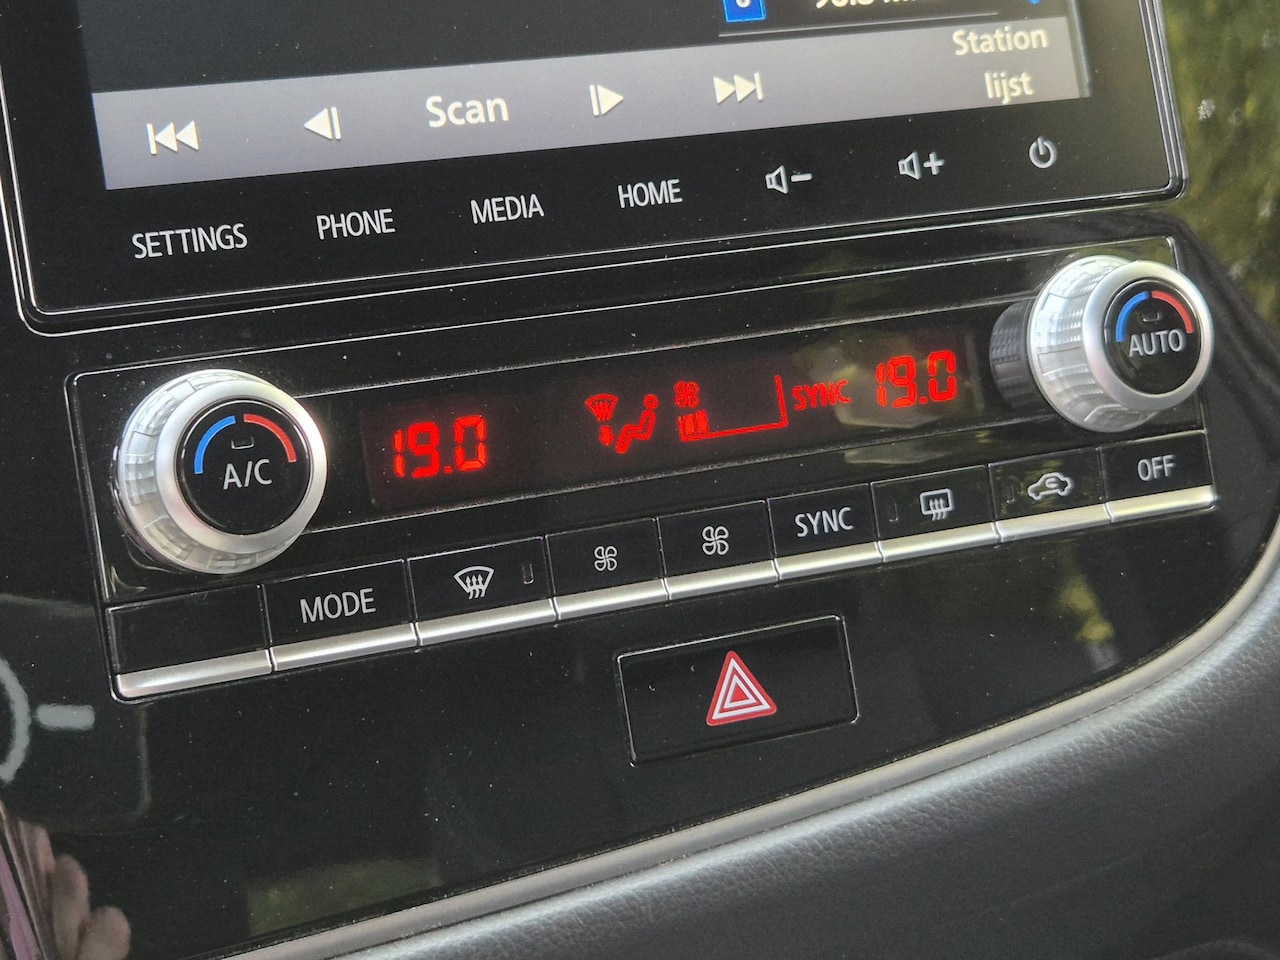 Scan
Station
lijst
SETTINGS
PHONE
MEDIA
HOME
A/C
19.0
SYNC
19.0
AUTO
MODE
SYNC
OFF